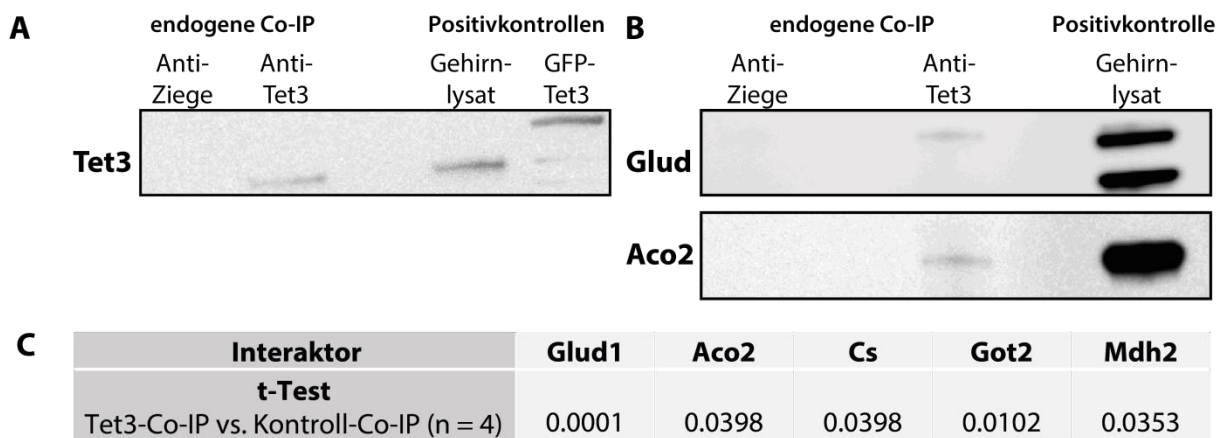 A
endogene Co-IP
Positivkontrollen
Anti-
Ziege
Anti-
Tet3
Gehirn-
lysat
GFP-
Tet3
Tet3
B
endogene Co-IP
Positivkontrolle
Anti-
Ziege
Anti-
Tet3
Gehirn-
lysat
Glud
Aco2
C
Interaktor Glud1 Aco2 Cs Got2 Mdh2
t-Test
Tet3-Co-IP vs. Kontroll-Co-IP (n = 4) 0.0001 0.0398 0.0398 0.0102 0.0353